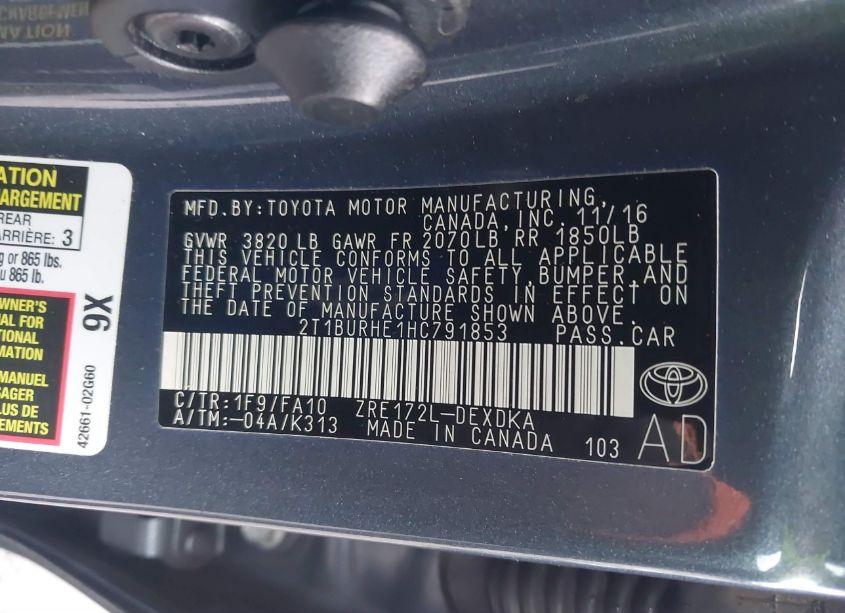 CKARGEMEN
MATION
ATION
ARGEMENT
REAR
ARRIÈRE: 3
g or 865 lbs.
u 865 lb.
WNER'S
AL FOR
TIONAL
MATION
MANUEL
SAGER
LUS DE
EMENTS
9X
42661-02G60
MFD.BY:TOYOTA MOTOR MANUFACTURING,
CANADA,INC. 11/16
GVWR 3820 LB GAWR FR 2070LB RR 1850LB
THIS VEHICLE CONFORMS TO ALL APPLICABLE
FEDERAL MOTOR VEHICLE SAFETY,BUMPER,AND
THEFT PREVENTION STANDARDS IN EFFECT ON
THE DATE OF MANUFACTURE SHOWN ABOVE.
2T1BURHE1HC791853 PASS.CAR
C/TR:1F9/FA10 ZRE172L-DEXDKA
A/TM:-04A/K313 MADE IN CANADA 103
AD